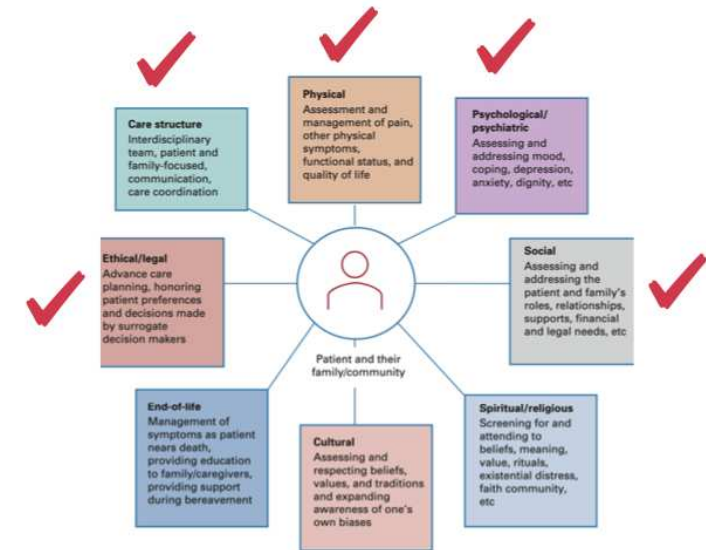 Care structure
Interdisciplinary
team, patient and
family-focused,
communication,
care coordination
Physical
Assessment and
management of pain,
other physical
symptoms,
functional status, and
quality of life
Psychological/
psychiatric
Assessing and
addressing mood,
coping, depression,
anxiety, dignity, etc
Ethical/legal
Advance care
planning, honoring
patient preferences
and decisions made
by surrogate
decision makers
Social
Assessing and
addressing the
patient and family's
roles, relationships,
supports, financial
and legal needs, etc
Patient and their
family/community
End-of-life
Management of
symptoms as patient
nears death,
providing education
to family/caregivers,
providing support
during bereavement
Cultural
Assessing and
respecting beliefs,
values, and traditions
and expanding
awareness of one's
own biases
Spiritual/religious
Screening for and
attending to
beliefs, meaning,
value, rituals,
existential distress,
faith community,
etc